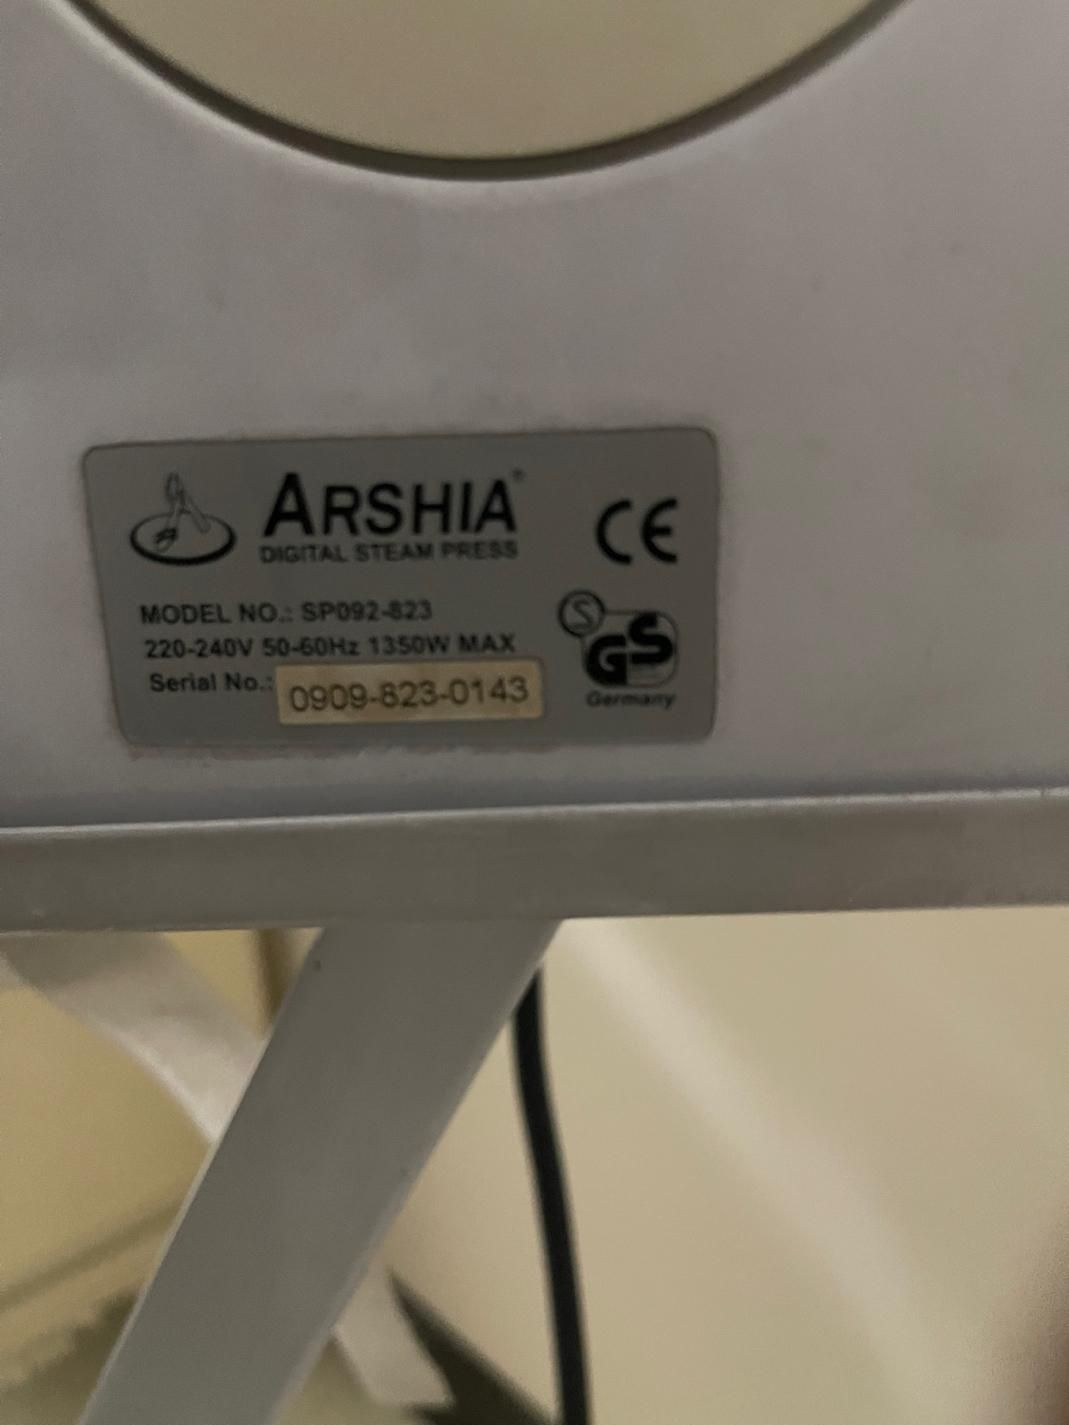 ARSHIA®
DIGITAL STEAM PRESS
CE
MODEL NO.: SP092-823
220-240V 50-60Hz 1350W MAX
Serial No.: 0909-823-0143
S
GS
Germany